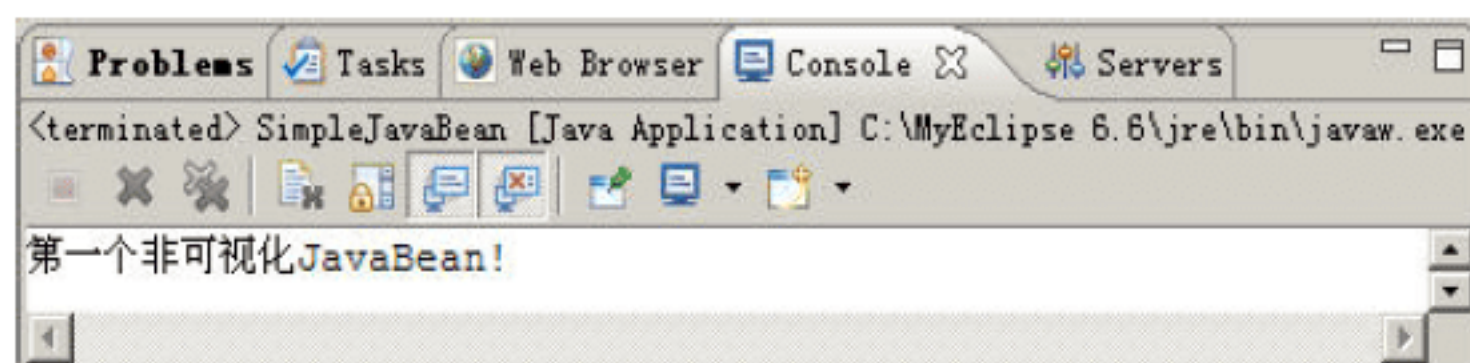 Problems Tasks Web Browser Console Servers
<terminated> SimpleJavaBean [Java Application] C:\MyEclipse 6.6\jre\bin\javaw.exe
第一个非可视化JavaBean!